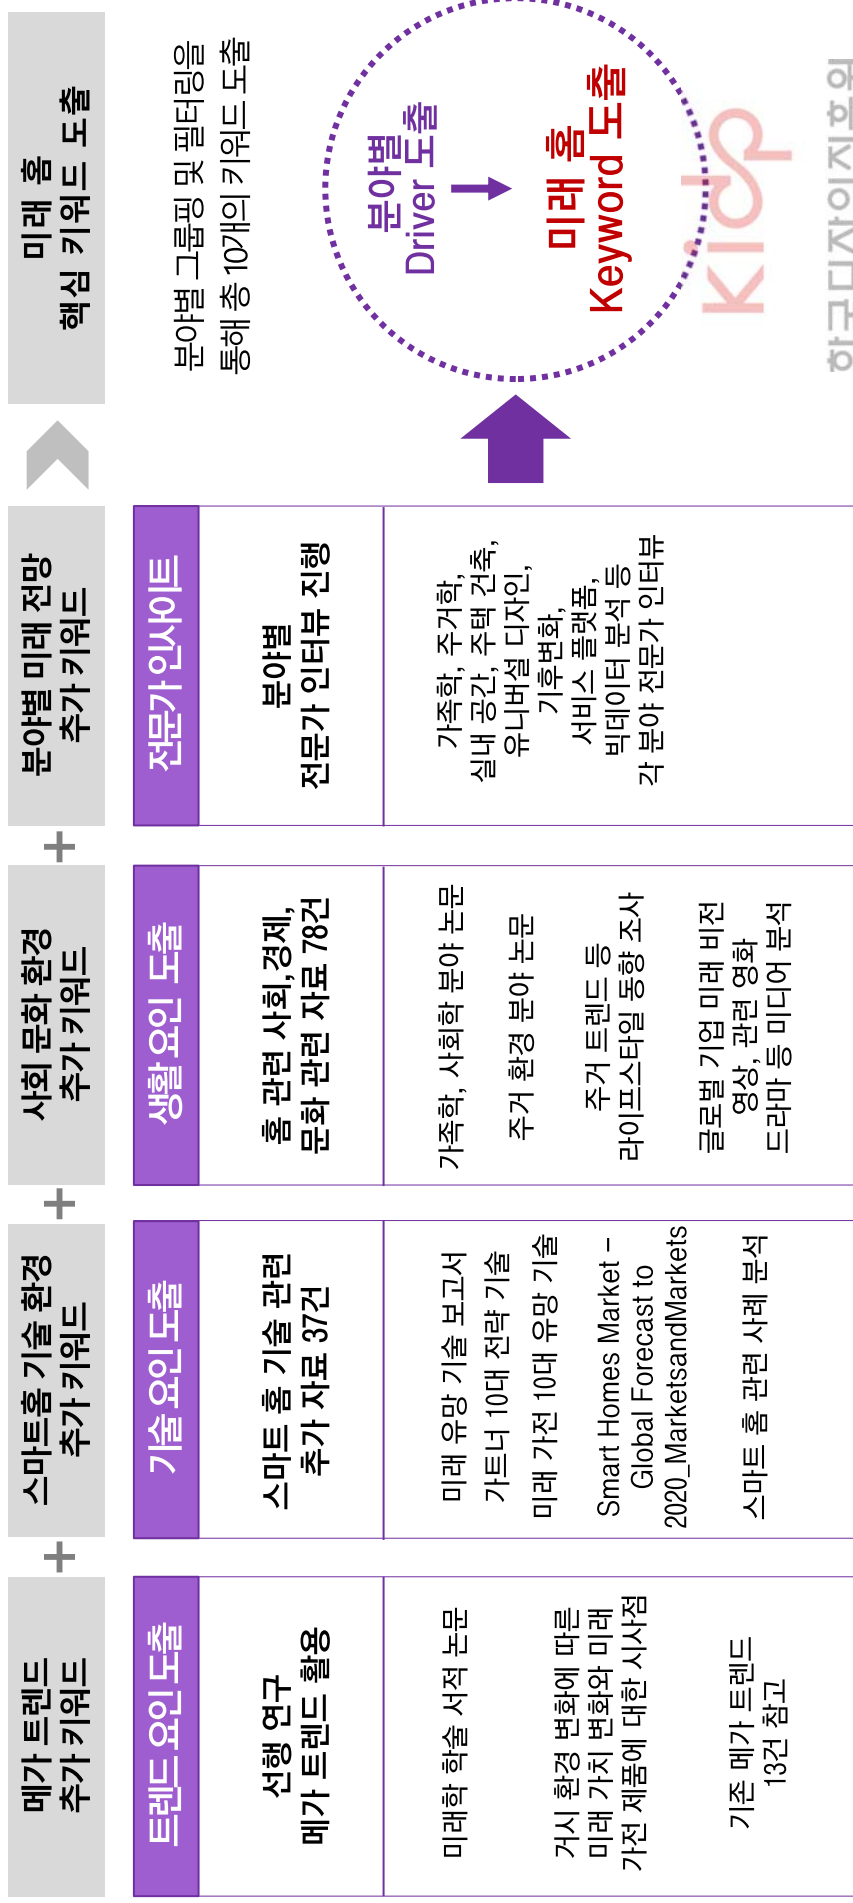 메가 트렌드
추가 키워드
+
스마트홈 기술 환경
추가 키워드
+
사회 문화 환경
추가 키워드
+
분야별 미래 전망
추가 키워드
미래 홈
핵심 키워드 도출
트렌드 요인 도출
선행 연구
메가 트렌드 활용
미래학 학술 서적 논문
거시 환경 변화에 따른
미래 가치 변화와 미래
가전 제품에 대한 시사점
기존 메가 트렌드
13건 참고
기술 요인 도출
스마트 홈 기술 관련
추가 자료 37건
미래 유망 기술 보고서
가트너 10대 전략 기술
미래 가전 10대 유망 기술
Smart Homes Market –
Global Forecast to
2020_MarketsandMarkets
스마트 홈 관련 사례 분석
생활 요인 도출
홈 관련 사회,경제,
문화 관련 자료 78건
가족학, 사회학 분야 논문
주거 환경 분야 논문
주거 트렌드 등
라이프스타일 동향 조사
글로벌 기업 미래 비전
영상, 관련 영화
드라마 등 미디어 분석
전문가 인사이트
분야별
전문가 인터뷰 진행
가족학, 주거학,
실내 공간, 주택 건축,
유니버설 디자인,
기후변화,
서비스 플랫폼,
빅데이터 분석 등
각 분야 전문가 인터뷰
분야별 그룹핑 및 필터링을
통해 총 10개의 키워드 도출
분야별
Driver 도출
미래 홈
Keyword 도출
kidp
한국디자인진흥원